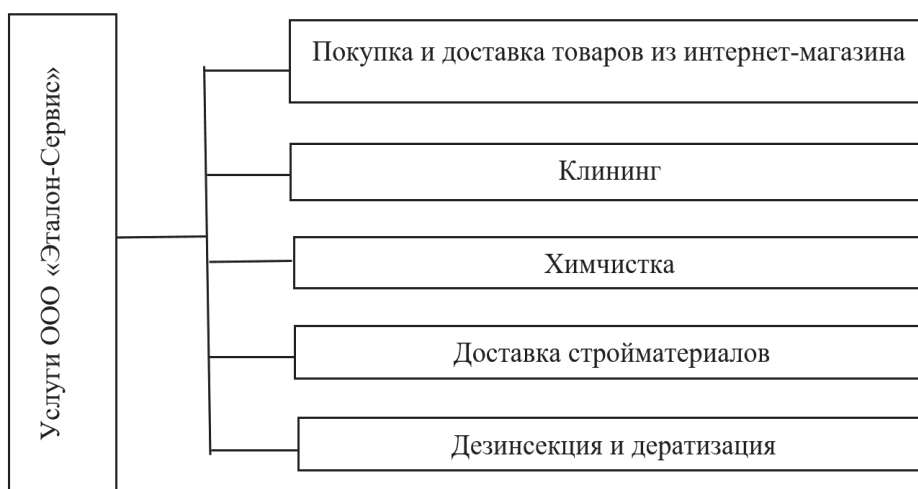 Услуги ООО «Эталон-Сервис»
Покупка и доставка товаров из интернет-магазина
Клининг
Химчистка
Доставка стройматериалов
Дезинсекция и дератизация